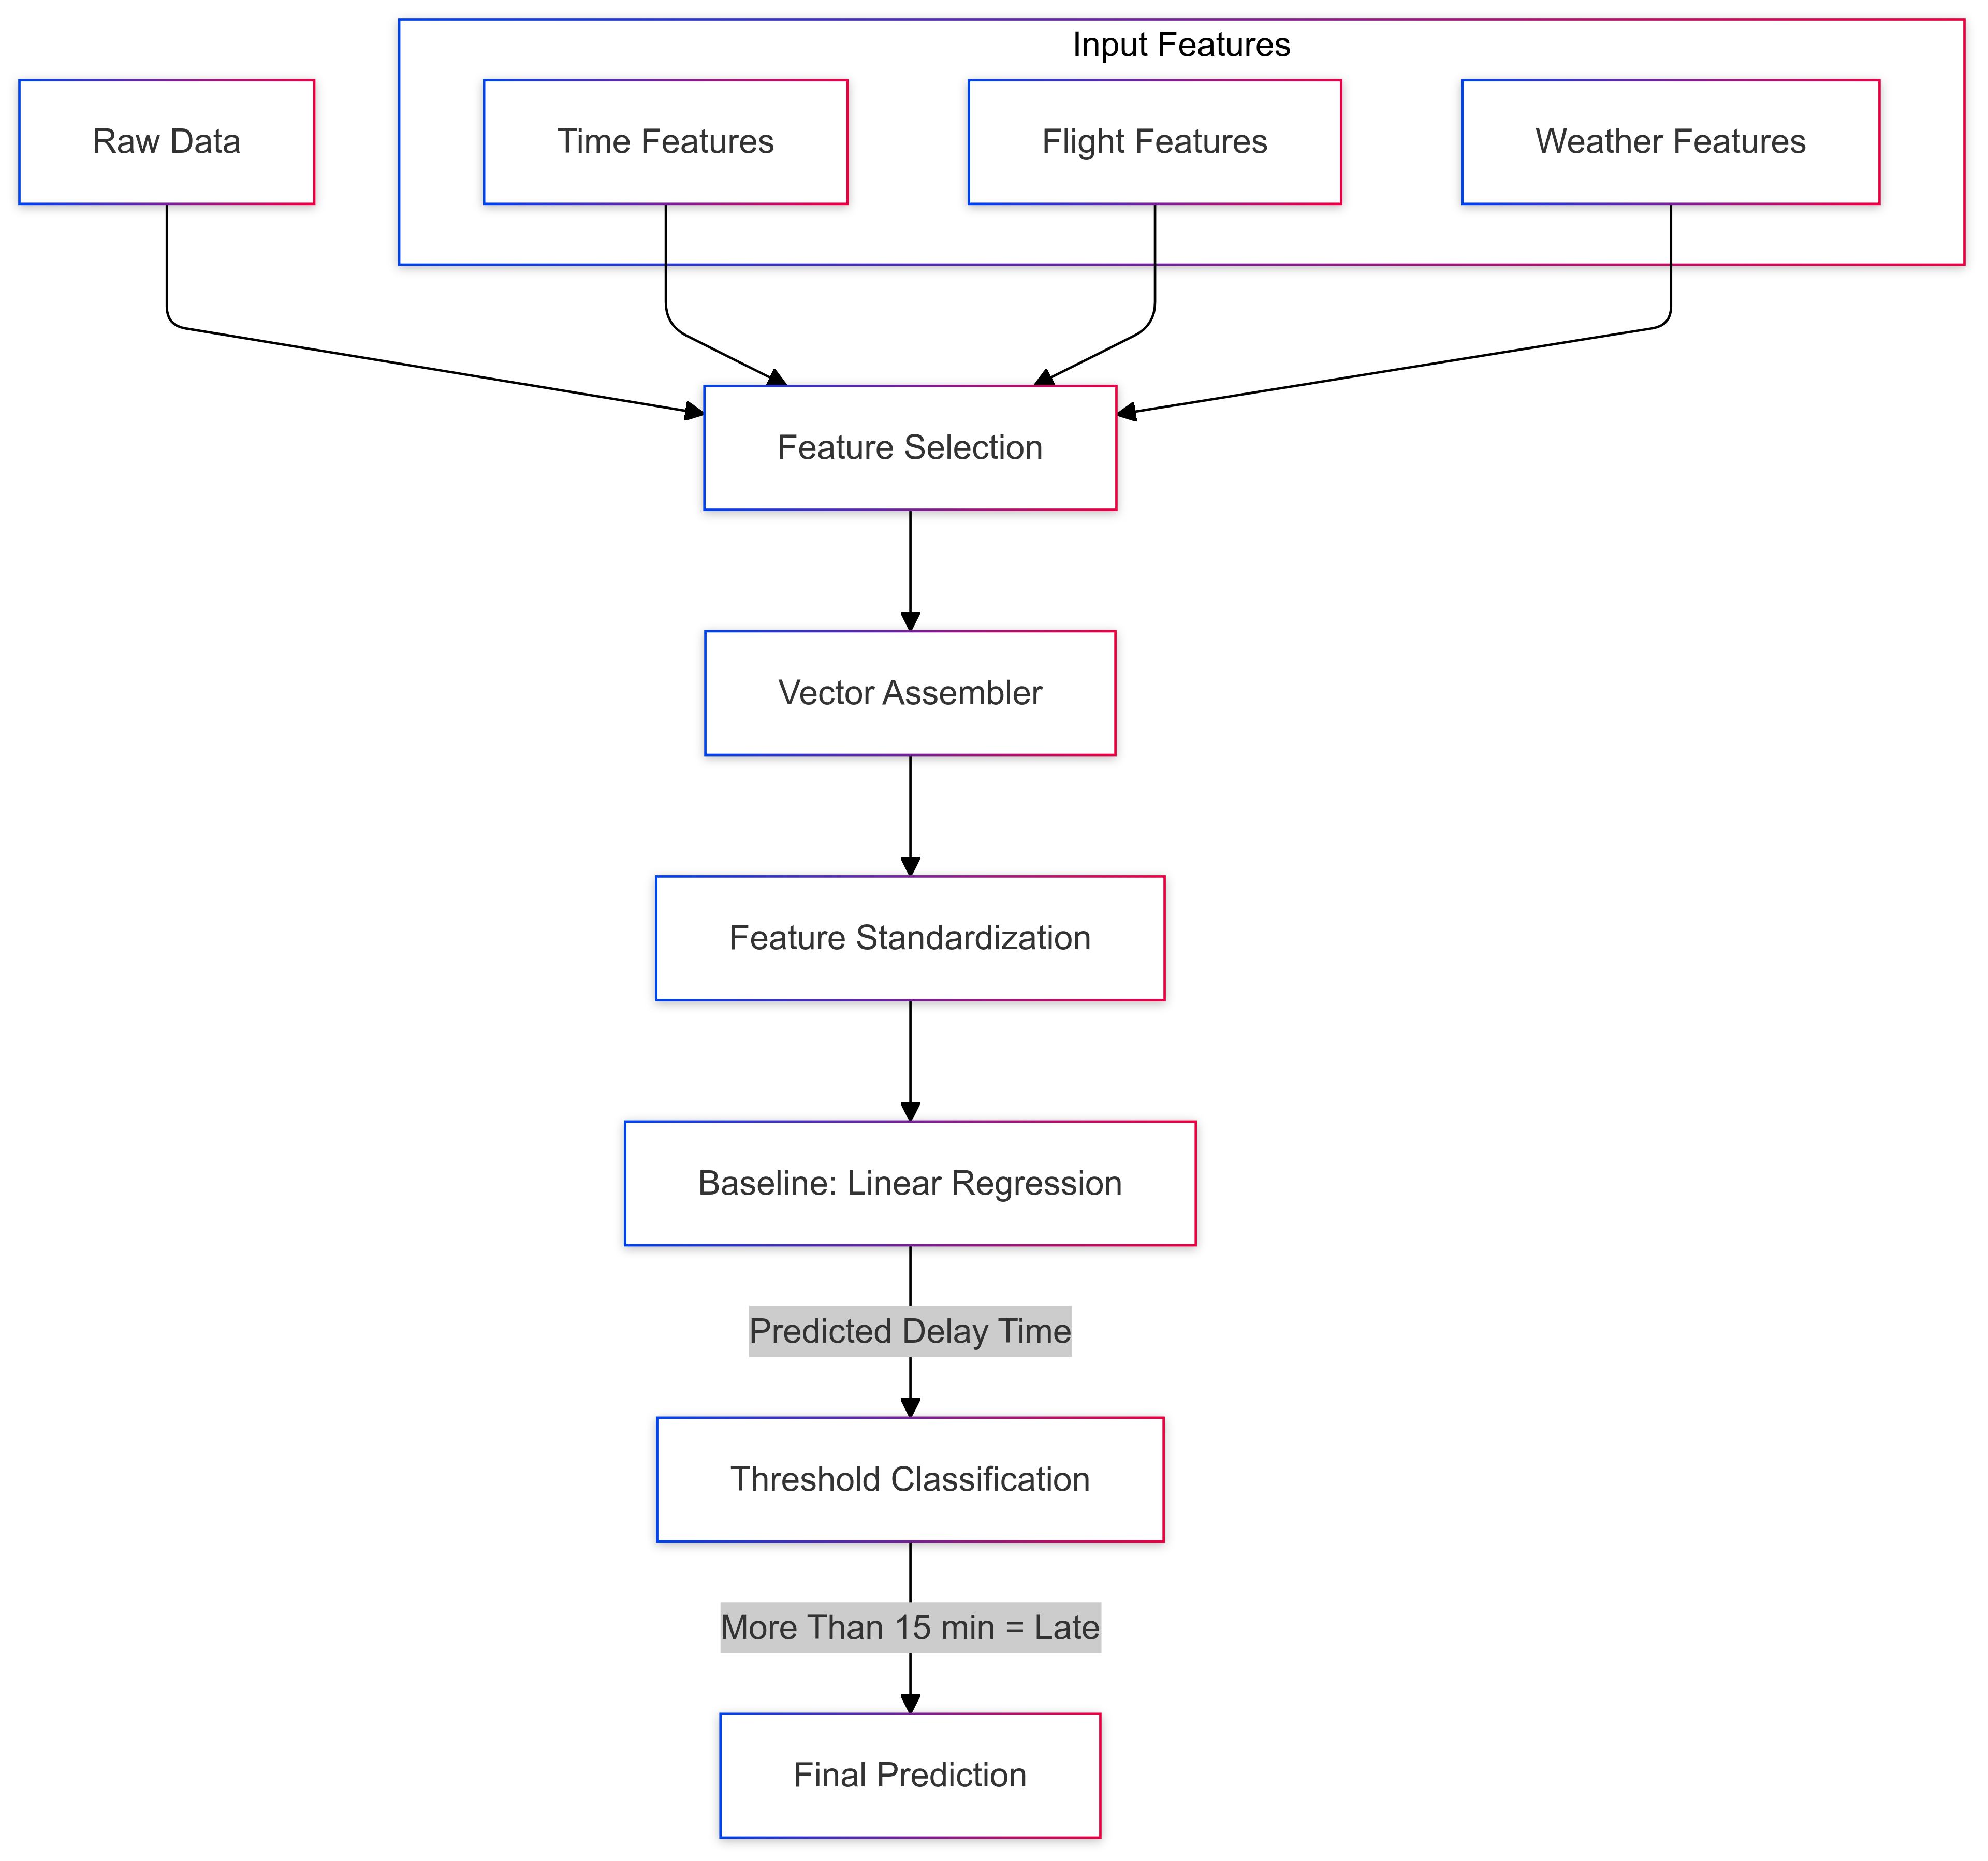 Input Features
Raw Data
Time Features
Flight Features
Weather Features
Feature Selection
Vector Assembler
Feature Standardization
Baseline: Linear Regression
Predicted Delay Time
Threshold Classification
More Than 15 min = Late
Final Prediction